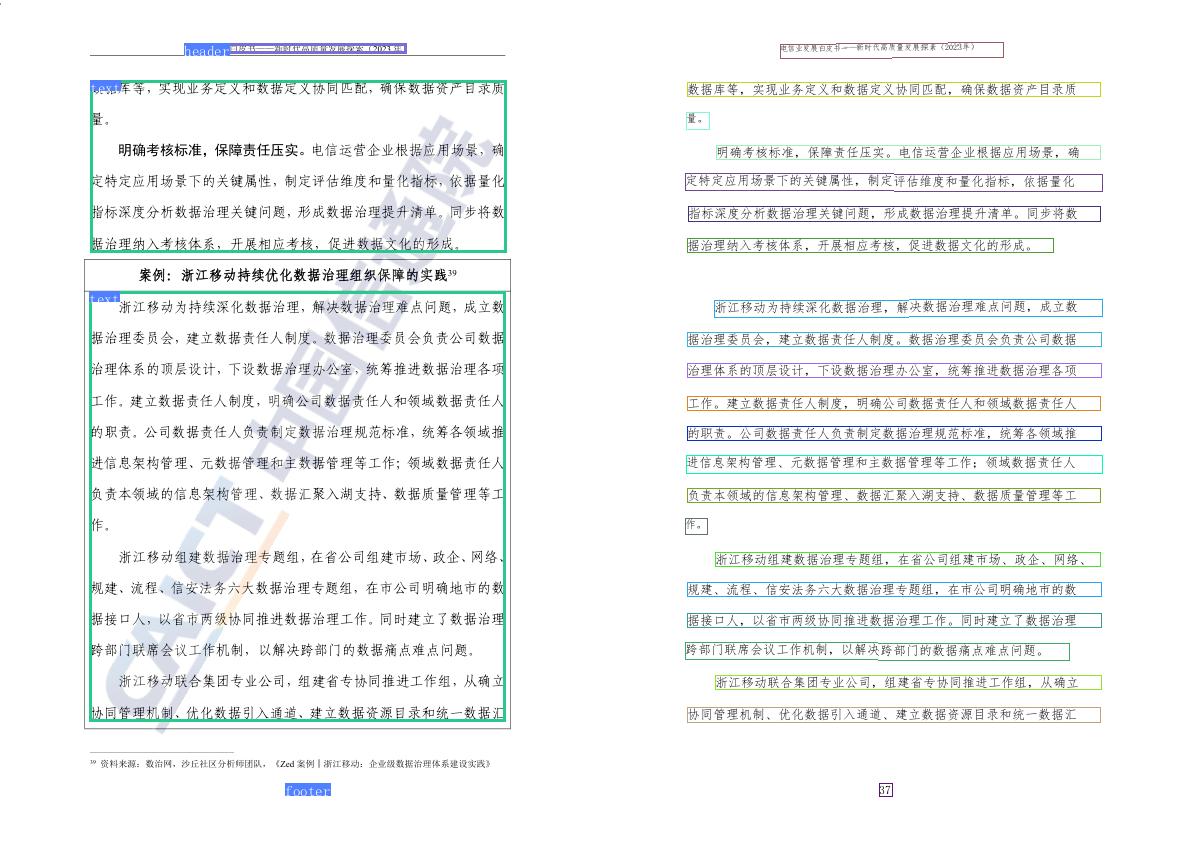 header
白皮书——新时代高质量发展探索（2023年）
text
数据库等，实现业务定义和数据定义协同匹配，确保数据资产目录质
量。
明确考核标准，保障责任压实。电信运营企业根据应用场景，确
定特定应用场景下的关键属性，制定评估维度和量化指标，依据量化
指标深度分析数据治理关键问题，形成数据治理提升清单。同步将数
据治理纳入考核体系，开展相应考核，促进数据文化的形成。
案例：浙江移动持续优化数据治理组织保障的实践39
text
浙江移动为持续深化数据治理，解决数据治理难点问题，成立数
据治理委员会，建立数据责任人制度。数据治理委员会负责公司数据
治理体系的顶层设计，下设数据治理办公室，统筹推进数据治理各项
工作。建立数据责任人制度，明确公司数据责任人和领域数据责任人
的职责。公司数据责任人负责制定数据治理规范标准，统筹各领域推
进信息架构管理、元数据管理和主数据管理等工作；领域数据责任人
负责本领域的信息架构管理、数据汇聚入湖支持、数据质量管理等工
作。
浙江移动组建数据治理专题组，在省公司组建市场、政企、网络、
规建、流程、信安法务六大数据治理专题组，在市公司明确地市的数
据接口人，以省市两级协同推进数据治理工作。同时建立了数据治理
跨部门联席会议工作机制，以解决跨部门的数据痛点难点问题。
浙江移动联合集团专业公司，组建省专协同推进工作组，从确立
协同管理机制、优化数据引入通道、建立数据资源目录和统一数据汇
39 资料来源：数治网，沙丘社区分析师团队，《Zed 案例┃浙江移动：企业级数据治理体系建设实践》
footer
CAICT 中国信通院
电信业发展白皮书——新时代高质量发展探索（2023年）
数据库等，实现业务定义和数据定义协同匹配，确保数据资产目录质
量。
明确考核标准，保障责任压实。电信运营企业根据应用场景，确
定特定应用场景下的关键属性，制定评估维度和量化指标，依据量化
指标深度分析数据治理关键问题，形成数据治理提升清单。同步将数
据治理纳入考核体系，开展相应考核，促进数据文化的形成。
浙江移动为持续深化数据治理，解决数据治理难点问题，成立数
据治理委员会，建立数据责任人制度。数据治理委员会负责公司数据
治理体系的顶层设计，下设数据治理办公室，统筹推进数据治理各项
工作。建立数据责任人制度，明确公司数据责任人和领域数据责任人
的职责。公司数据责任人负责制定数据治理规范标准，统筹各领域推
进信息架构管理、元数据管理和主数据管理等工作；领域数据责任人
负责本领域的信息架构管理、数据汇聚入湖支持、数据质量管理等工
作。
浙江移动组建数据治理专题组，在省公司组建市场、政企、网络、
规建、流程、信安法务六大数据治理专题组，在市公司明确地市的数
据接口人，以省市两级协同推进数据治理工作。同时建立了数据治理
跨部门联席会议工作机制，以解决跨部门的数据痛点难点问题。
浙江移动联合集团专业公司，组建省专协同推进工作组，从确立
协同管理机制、优化数据引入通道、建立数据资源目录和统一数据汇
37